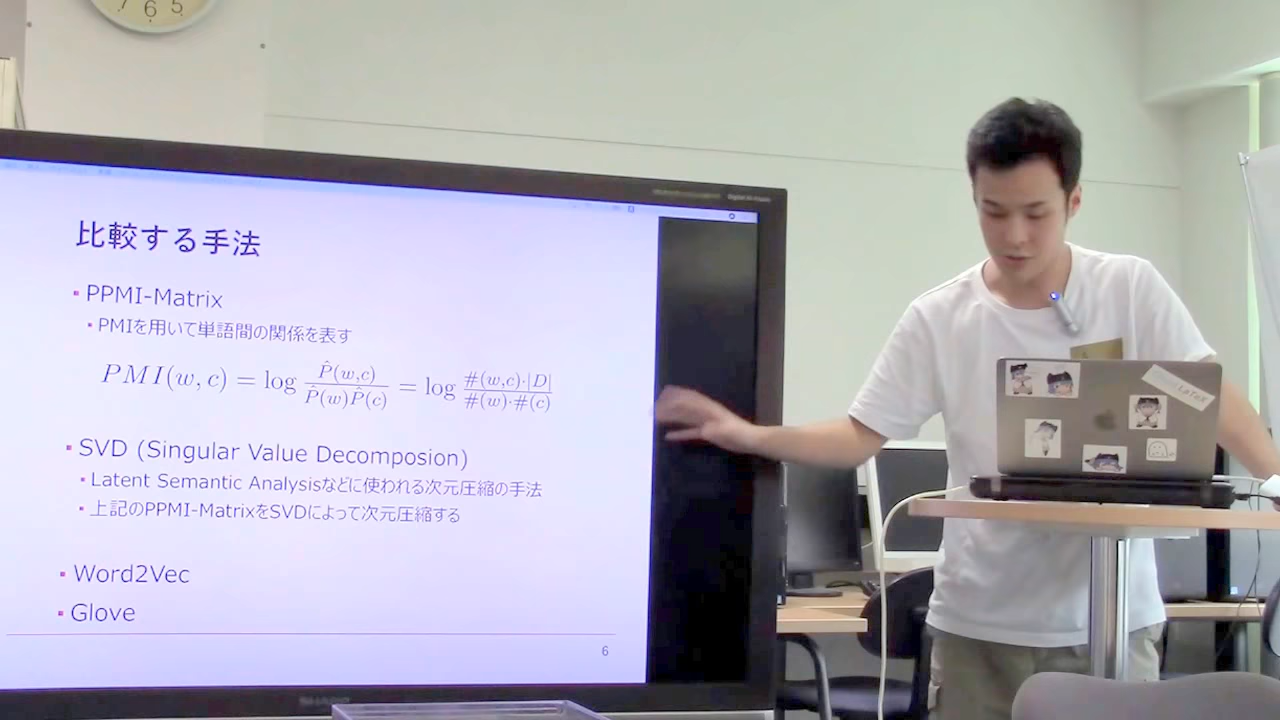 7 6 5
比較する手法
▪ PPMI-Matrix
▪ PMIを用いて単語間の関係を表す
PMI(w, c) = log P̂(w,c) / P̂(w)P̂(c) = log #(w,c)·|D| / #(w)·#(c)
▪ SVD (Singular Value Decomposion)
▪ Latent Semantic Analysisなどに使われる次元圧縮の手法
▪ 上記のPPMI-MatrixをSVDによって次元圧縮する
▪ Word2Vec
▪ Glove
6
LaTeX